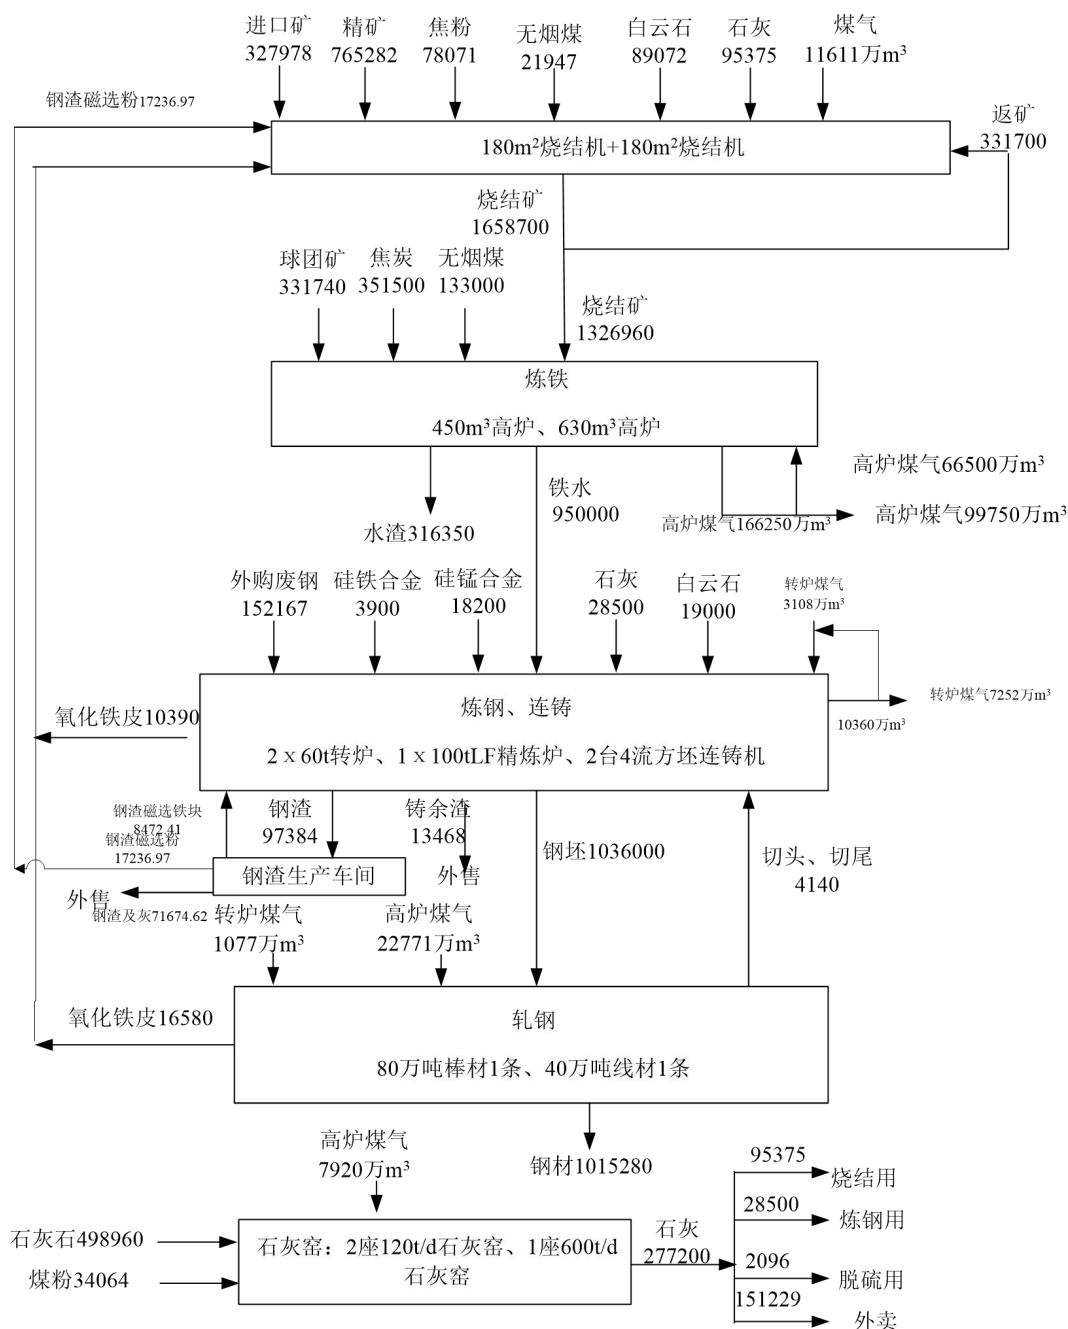 进口矿
327978
精矿
765282
焦粉
78071
无烟煤
21947
白云石
89072
石灰
95375
煤气
11611万m³
钢渣磁选粉17236.97
返矿
331700
180m²烧结机+180m²烧结机
烧结矿
1658700
球团矿
331740
焦炭
351500
无烟煤
133000
烧结矿
1326960
炼铁
450m³高炉、630m³高炉
高炉煤气66500万m³
铁水
950000
高炉煤气99750万m³
高炉煤气166250万m³
水渣316350
外购废钢
152167
硅铁合金
3900
硅锰合金
18200
石灰
28500
白云石
19000
转炉煤气
3108万m³
炼钢、连铸
2 x 60t转炉、1 x 100tLF精炼炉、2台4流方坯连铸机
转炉煤气7252万m³
10360万m³
氧化铁皮10390
钢渣磁选铁块
8472.41
钢渣磁选粉
17236.97
钢渣
97384
铸余渣
13468
钢坯1036000
切头、切尾
4140
钢渣生产车间
外售
外售
钢渣及灰71674.62
转炉煤气
1077万m³
高炉煤气
22771万m³
氧化铁皮16580
轧钢
80万吨棒材1条、40万吨线材1条
钢材1015280
高炉煤气
7920万m³
石灰石498960
煤粉34064
石灰窑：2座120t/d石灰窑、1座600t/d
石灰窑
石灰
277200
95375
烧结用
28500
炼钢用
2096
脱硫用
151229
外卖